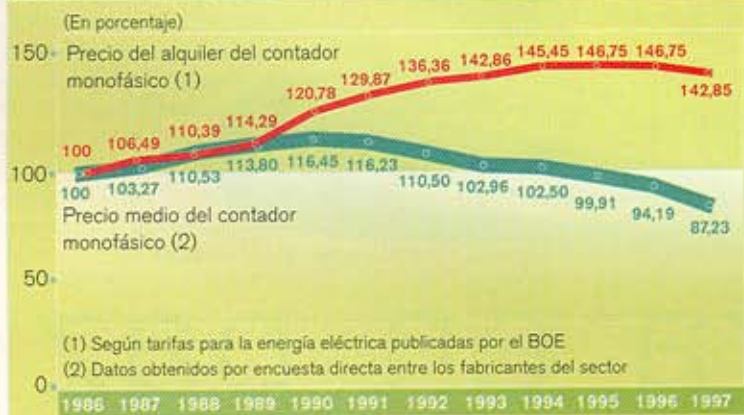 (En porcentaje)
150
Precio del alquiler del contador
monofásico (1)
100 106,49 110,39 114,29 120,78 129,87 136,36 142,86 145,45 146,75 146,75 142,85
100
100 103,27 110,53 113,80 116,45 116,23 110,50 102,96 102,50 99,91 94,19 87,23
Precio medio del contador
monofásico (2)
50
(1) Según tarifas para la energía eléctrica publicadas por el BOE
(2) Datos obtenidos por encuesta directa entre los fabricantes del sector
0
1986 1987 1988 1989 1990 1991 1992 1993 1994 1995 1996 1997